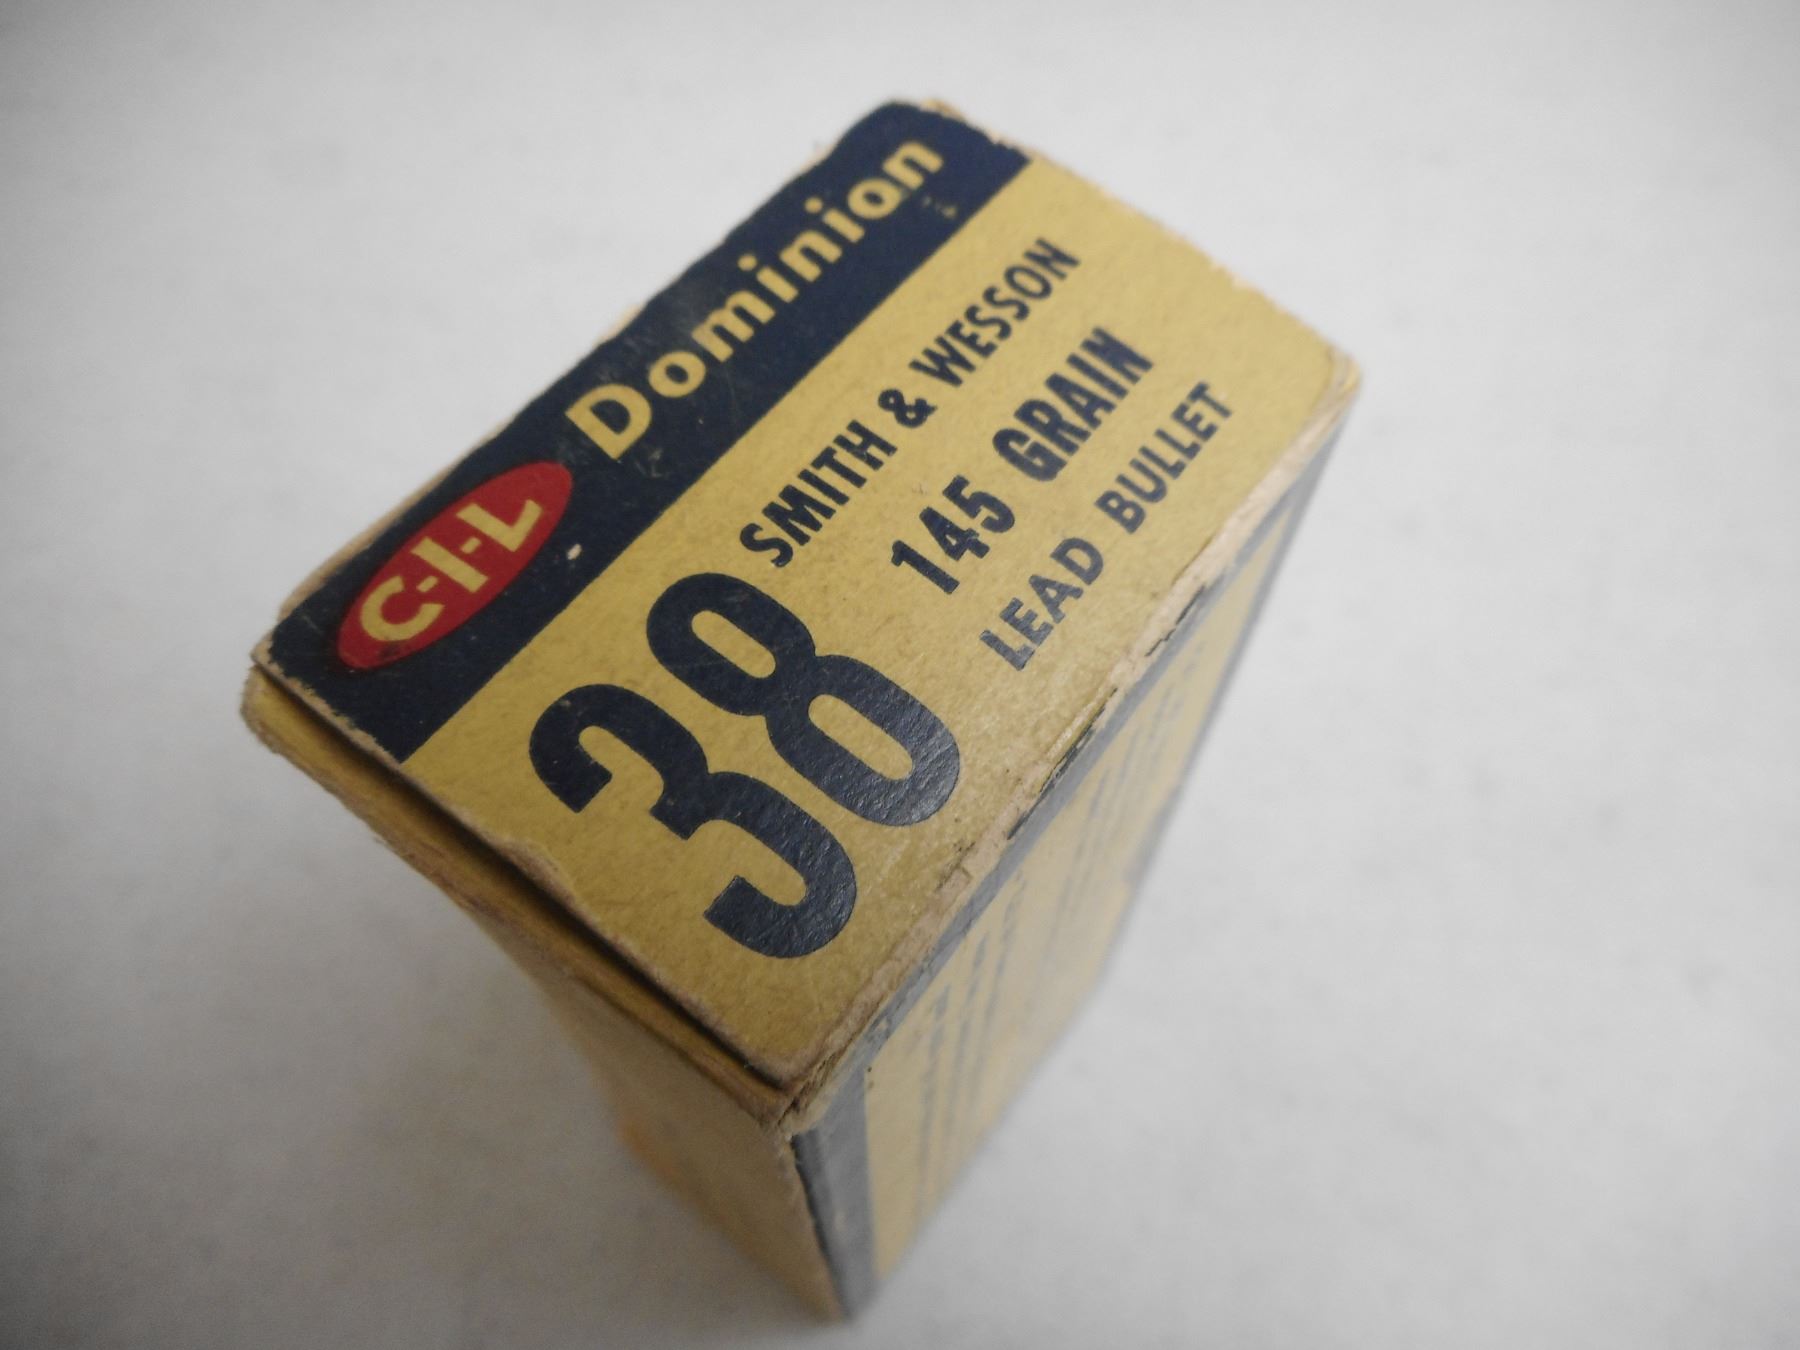 C-I-L Dominion
38 SMITH & WESSON
145 GRAIN
LEAD BULLET